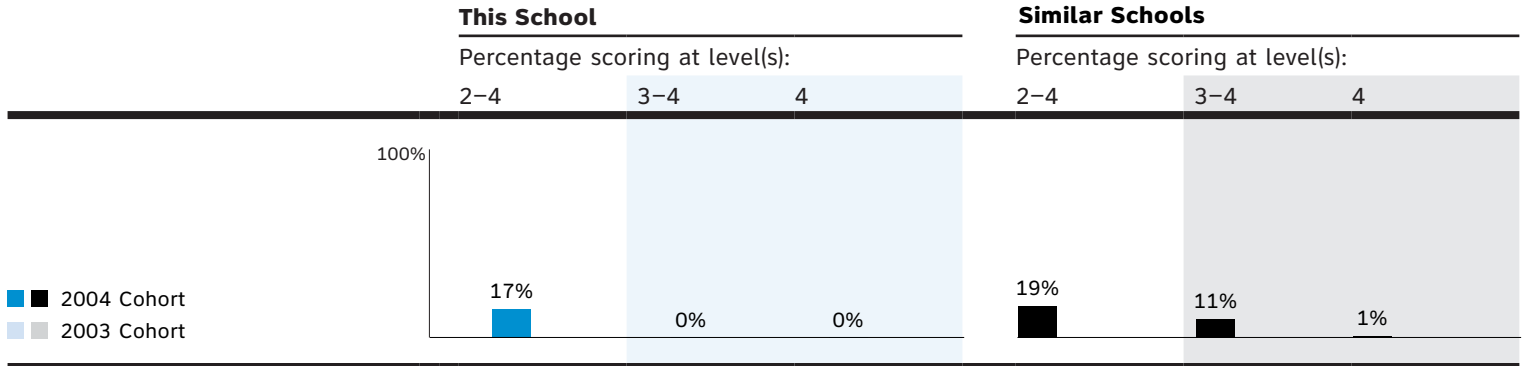 This School
Similar Schools
Percentage scoring at level(s):
Percentage scoring at level(s):
2–4 3–4 4
2–4 3–4 4
100%
17%
0%
0%
19%
11%
1%
2004 Cohort
2003 Cohort